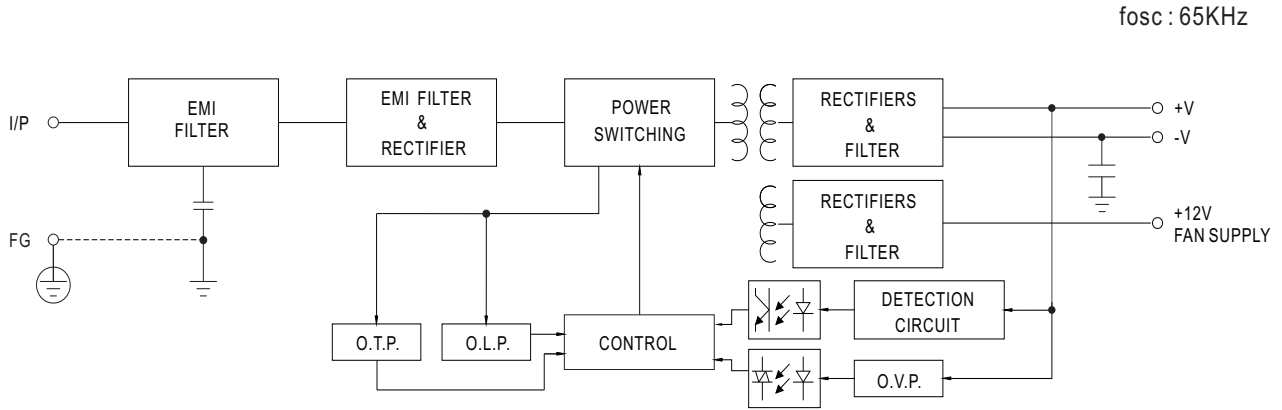 fosc : 65KHz
I/P
EMI
FILTER
EMI FILTER
&
RECTIFIER
POWER
SWITCHING
RECTIFIERS
&
FILTER
+V
-V
RECTIFIERS
&
FILTER
+12V
FAN SUPPLY
FG
DETECTION
CIRCUIT
O.T.P.
O.L.P.
CONTROL
O.V.P.